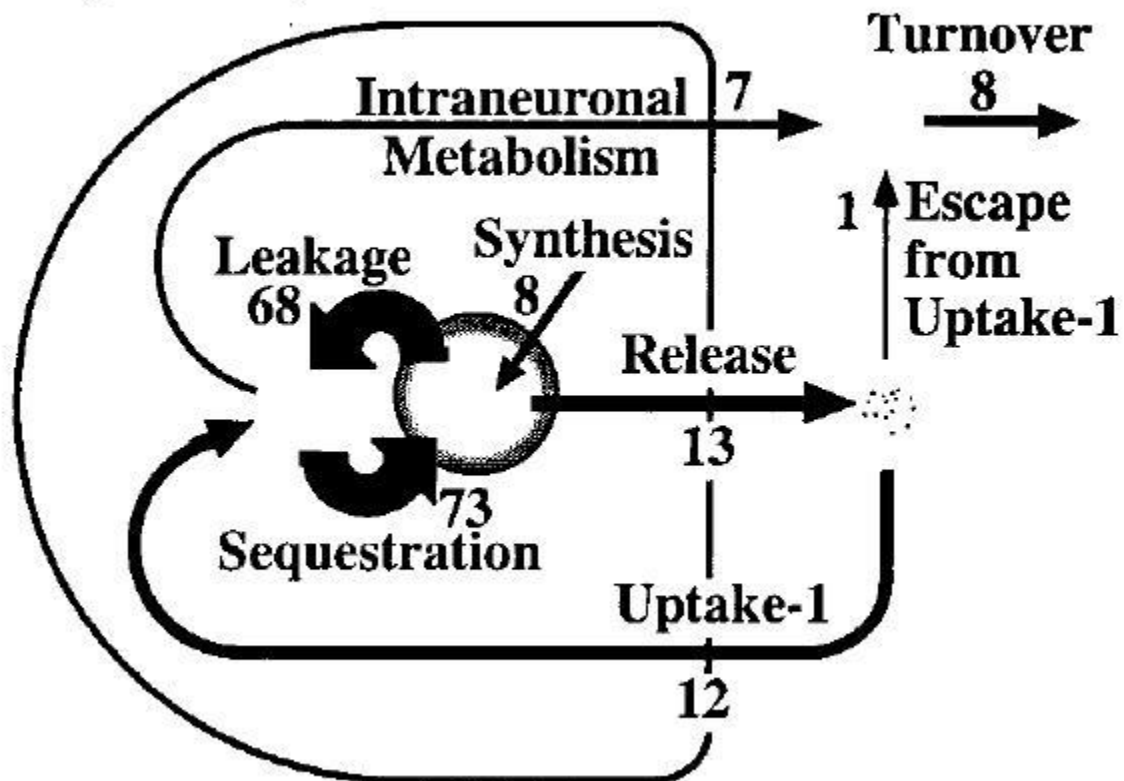 Turnover
8
Intraneuronal 7
Metabolism
1 Escape
from
Uptake-1
Synthesis
8
Leakage
68
Release
13
73
Sequestration
Uptake-1
12